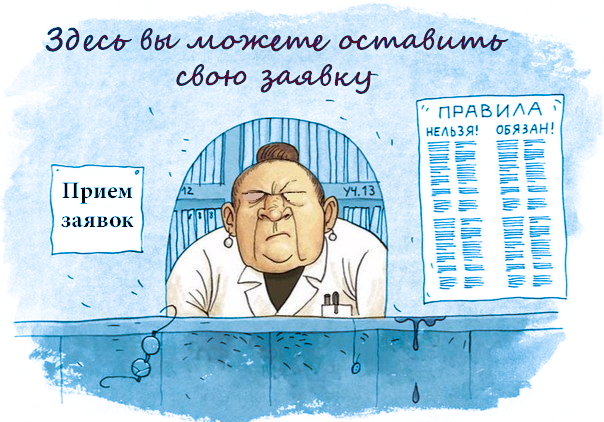 Здесь вы можете оставить
свою заявку
Прием
заявок
12
УЧ.13
ПРАВИЛА
НЕЛЬЗЯ! ОБЯЗАН!